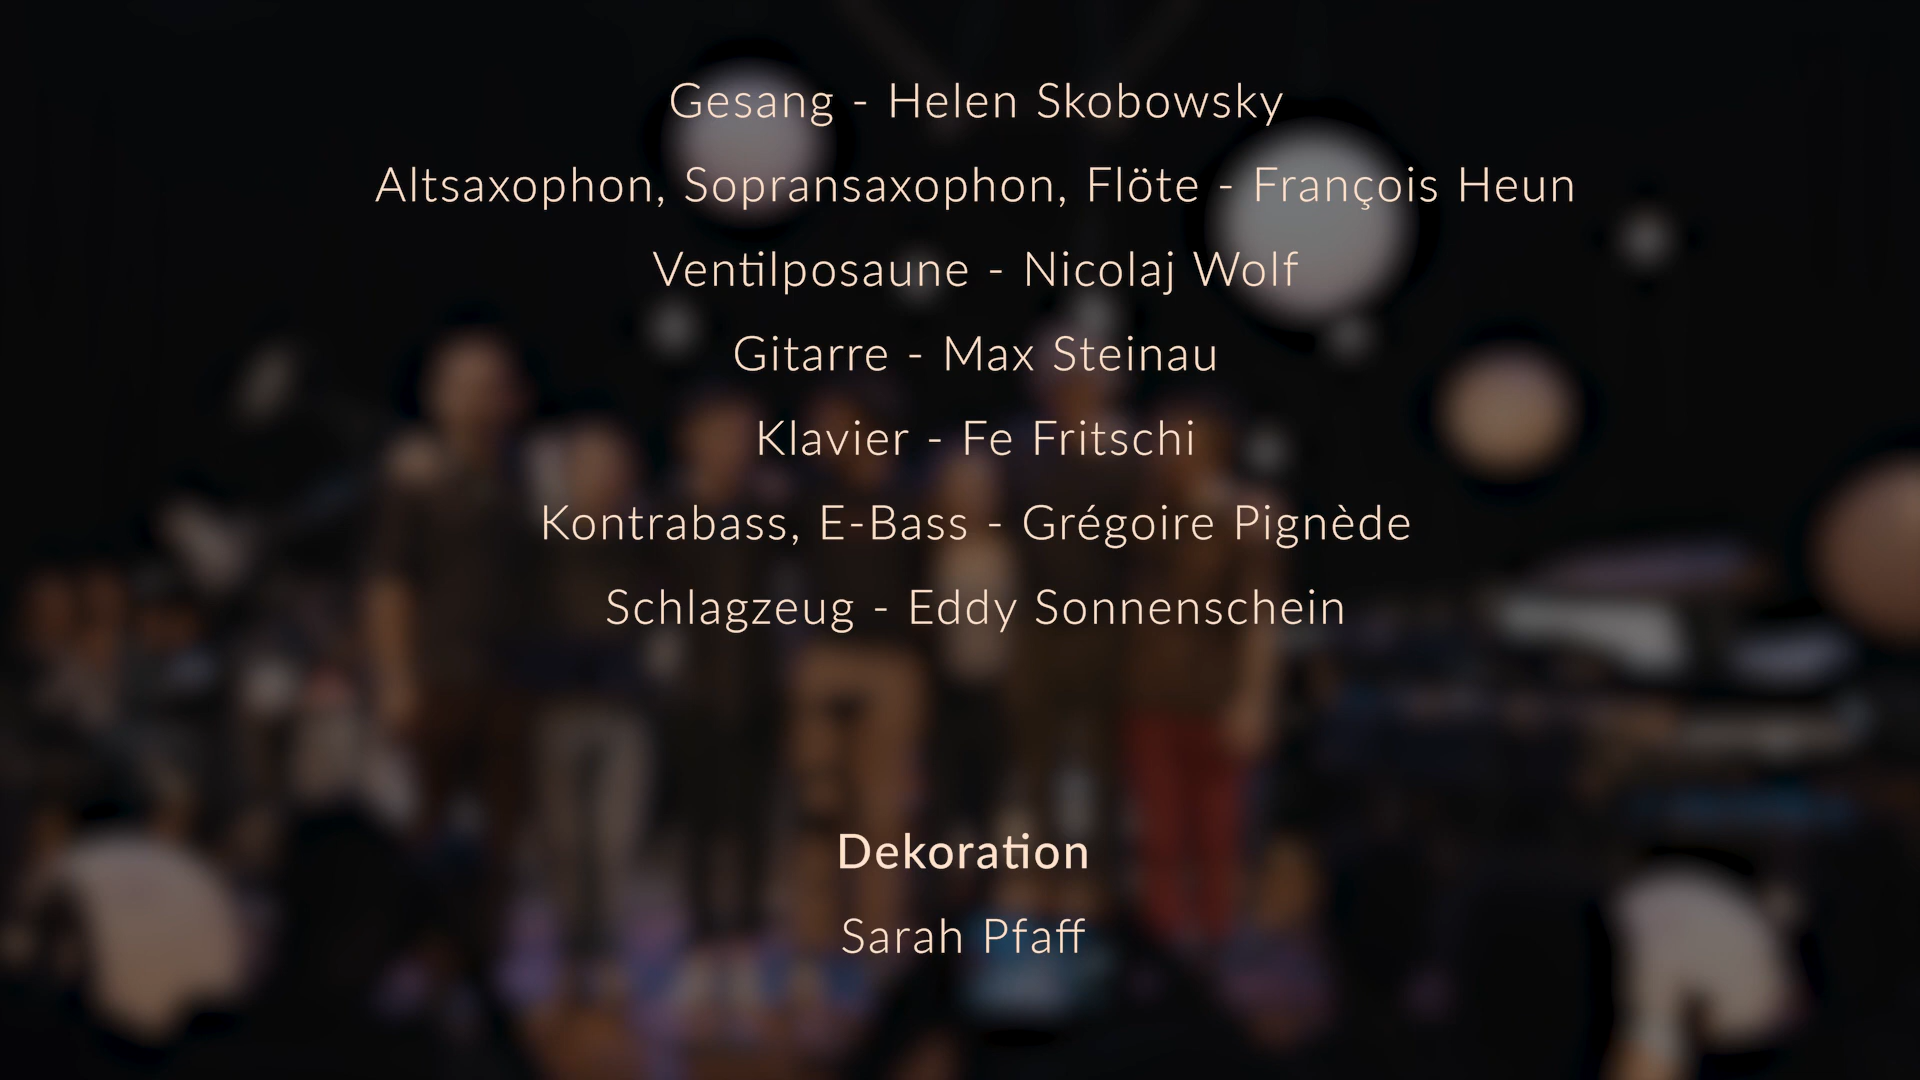 Gesang - Helen Skobowsky
Altsaxophon, Sopransaxophon, Flöte - François Heun
Ventilposaune - Nicolaj Wolf
Gitarre - Max Steinau
Klavier - Fe Fritschi
Kontrabass, E-Bass - Grégoire Pignède
Schlagzeug - Eddy Sonnenschein
Dekoration
Sarah Pfaff